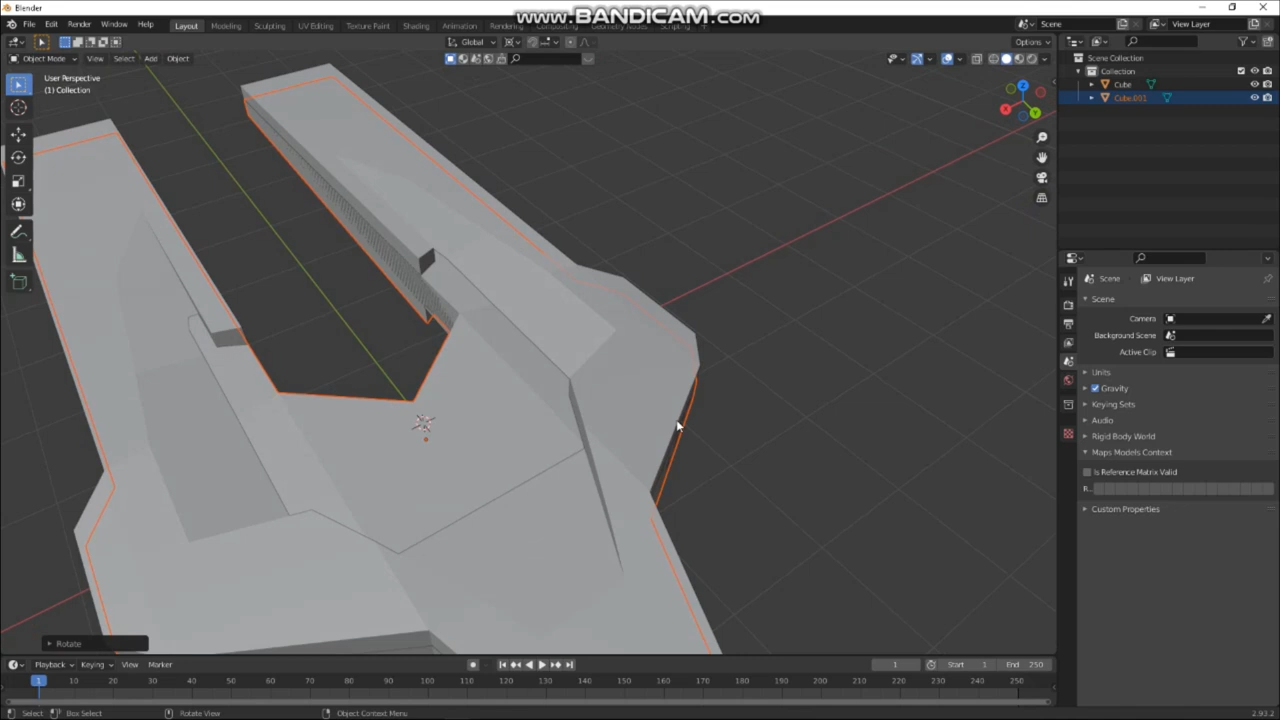 Blender
www.BANDICAM.com
File Edit Render Window Help Layout Modeling Sculpting UV Editing Texture Paint Shading Animation Rendering Compositing Geometry Nodes Scripting + Scene View Layer
Global Options
Object Mode View Select Add Object
User Perspective
(1) Collection
Z
Y
X
Scene Collection
Collection
Cube
Cube.001
Scene View Layer
Scene
Camera
Background Scene
Active Clip
Units
Gravity
Keying Sets
Audio
Rigid Body World
Maps Models Context
Is Reference Matrix Valid
R...
Custom Properties
Rotate
Playback Keying View Marker 1 Start 1 End 250
1 10 20 30 40 50 60 70 80 90 100 110 120 130 140 150 160 170 180 190 200 210 220 230 240 250
Select Box Select Rotate View Object Context Menu 2.93.2